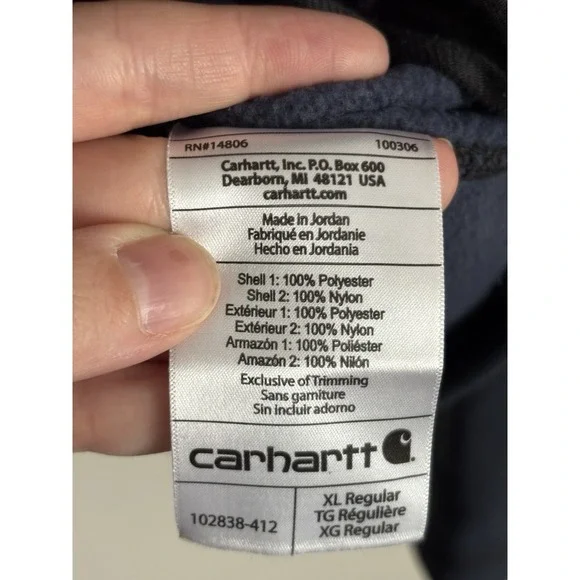 RN#14806 100306
Carhartt, Inc. P.O. Box 600
Dearborn, MI 48121 USA
carhartt.com
Made in Jordan
Fabriqué en Jordanie
Hecho en Jordania
Shell 1: 100% Polyester
Shell 2: 100% Nylon
Extérieur 1: 100% Polyester
Extérieur 2: 100% Nylon
Armazón 1: 100% Poliéster
Amazón 2: 100% Nilón
Exclusive of Trimming
Sans garniture
Sin incluir adorno
carhartt
102838-412
XL Regular
TG Régulière
XG Regular